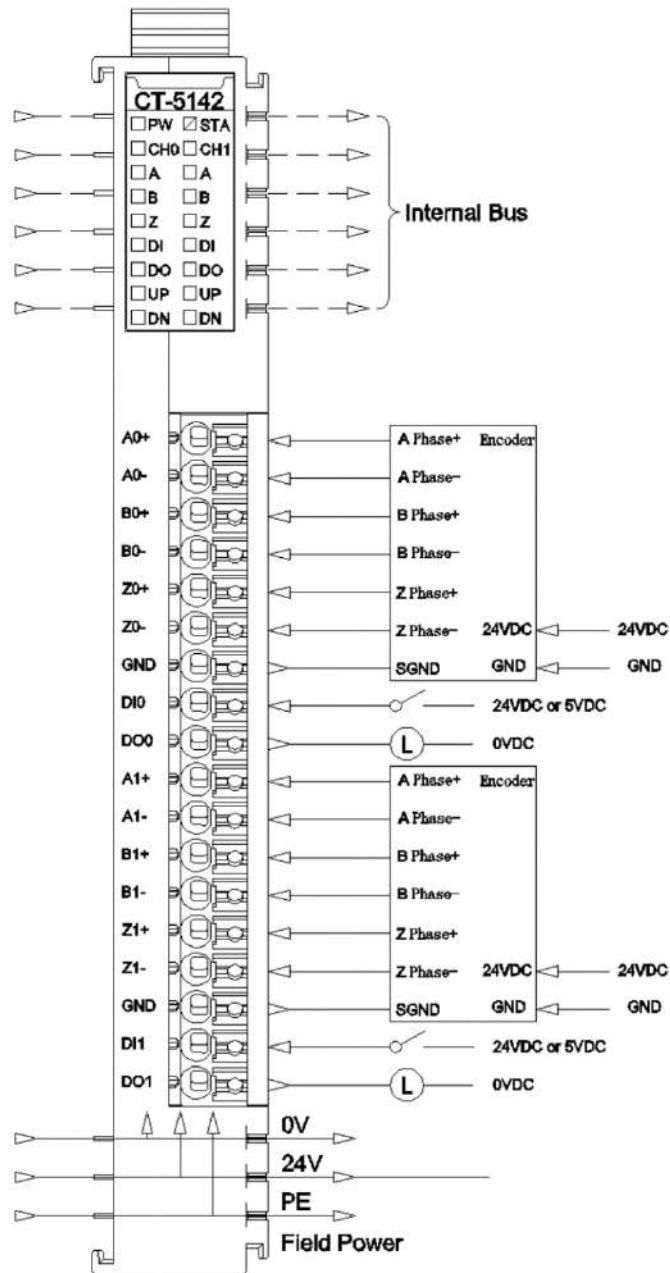 CT-5142
PW STA
CH0 CH1
A A
B B
Z Z
DI DI
DO DO
UP UP
DN DN
Internal Bus
A0+ A Phase+ Encoder
A0- A Phase-
B0+ B Phase+
B0- B Phase-
Z0+ Z Phase+
Z0- Z Phase- 24VDC 24VDC
GND SGND GND GND
DI0 24VDC or 5VDC
DO0 L 0VDC
A1+ A Phase+ Encoder
A1- A Phase-
B1+ B Phase+
B1- B Phase-
Z1+ Z Phase+
Z1- Z Phase- 24VDC 24VDC
GND SGND GND GND
DI1 24VDC or 5VDC
DO1 L 0VDC
0V
24V
PE
Field Power